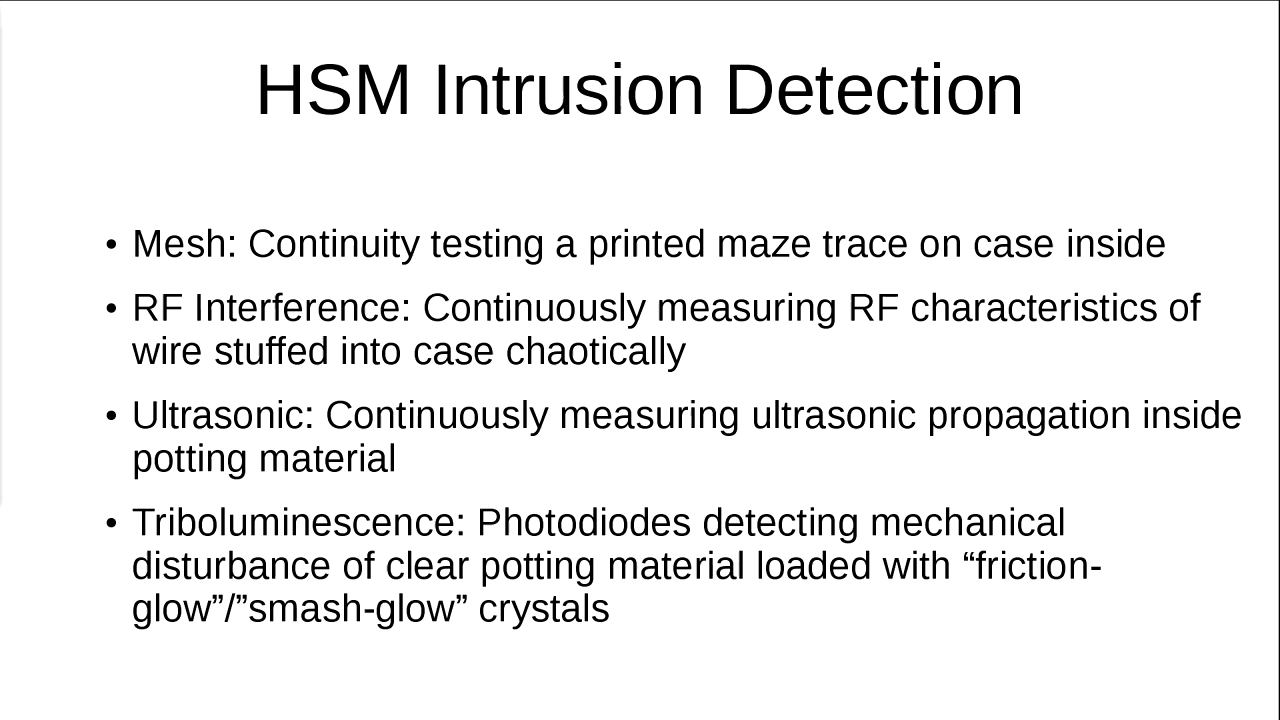 HSM Intrusion Detection
• Mesh: Continuity testing a printed maze trace on case inside
• RF Interference: Continuously measuring RF characteristics of
wire stuffed into case chaotically
• Ultrasonic: Continuously measuring ultrasonic propagation inside
potting material
• Triboluminescence: Photodiodes detecting mechanical
disturbance of clear potting material loaded with “friction-
glow”/”smash-glow” crystals